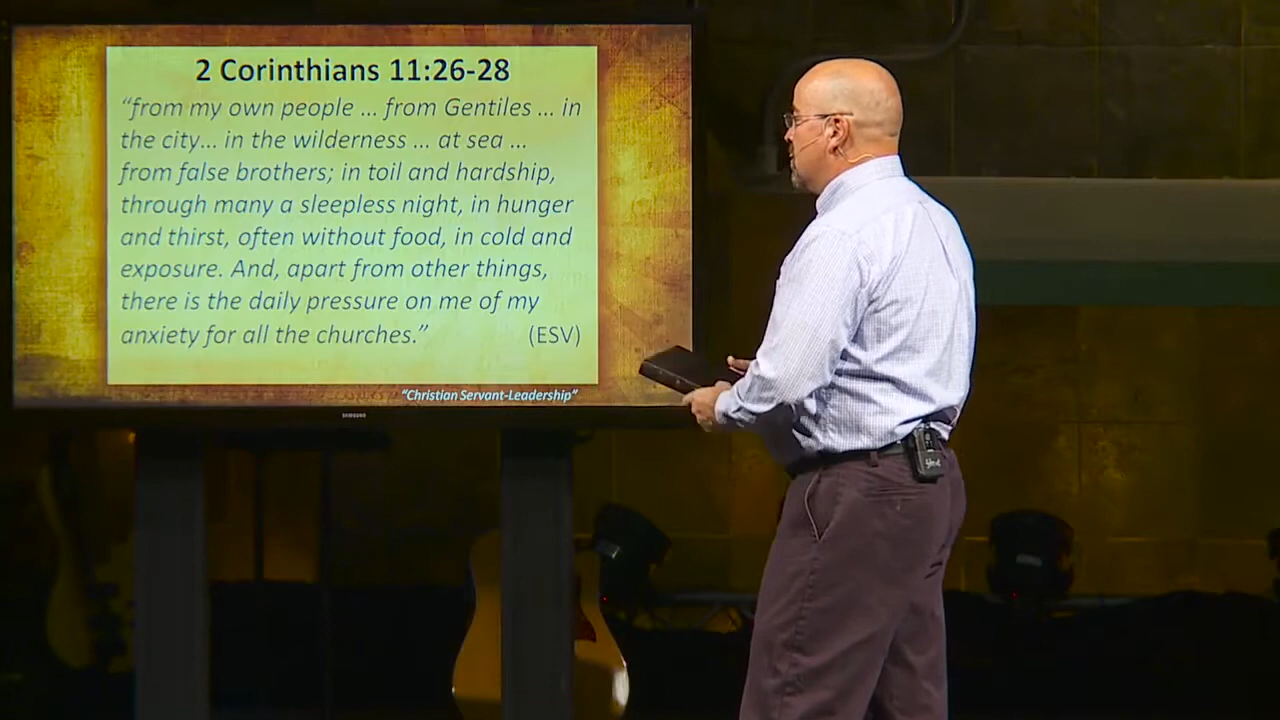 2 Corinthians 11:26-28
“from my own people ... from Gentiles ... in
the city... in the wilderness ... at sea ...
from false brothers; in toil and hardship,
through many a sleepless night, in hunger
and thirst, often without food, in cold and
exposure. And, apart from other things,
there is the daily pressure on me of my
anxiety for all the churches.” (ESV)
“Christian Servant-Leadership”
SAMSUNG